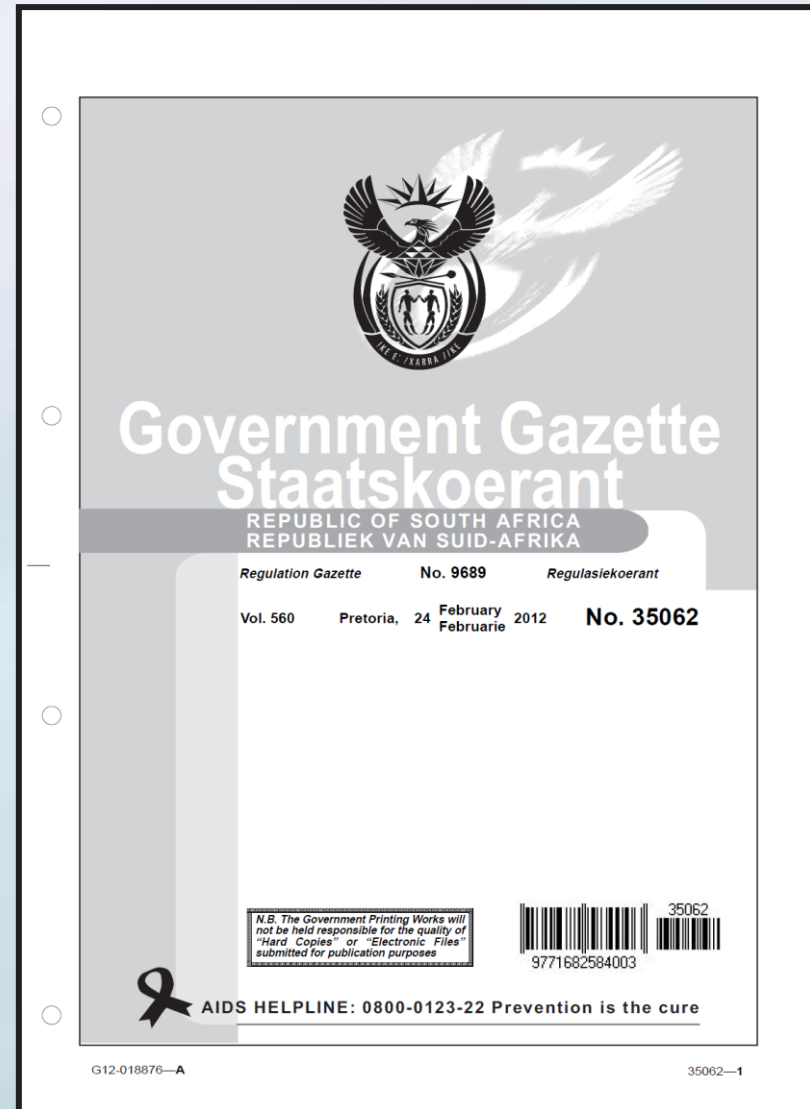 !KE E: /XARRA //KE
Government Gazette
Staatskoerant
REPUBLIC OF SOUTH AFRICA
REPUBLIEK VAN SUID-AFRIKA
Regulation Gazette No. 9689 Regulasiekoerant
Vol. 560 Pretoria, 24 February 2012 No. 35062
Februarie
N.B. The Government Printing Works will
not be held responsible for the quality of
“Hard Copies” or “Electronic Files”
submitted for publication purposes
35062
9771682584003
AIDS HELPLINE: 0800-0123-22 Prevention is the cure
G12-018876—A 35062—1